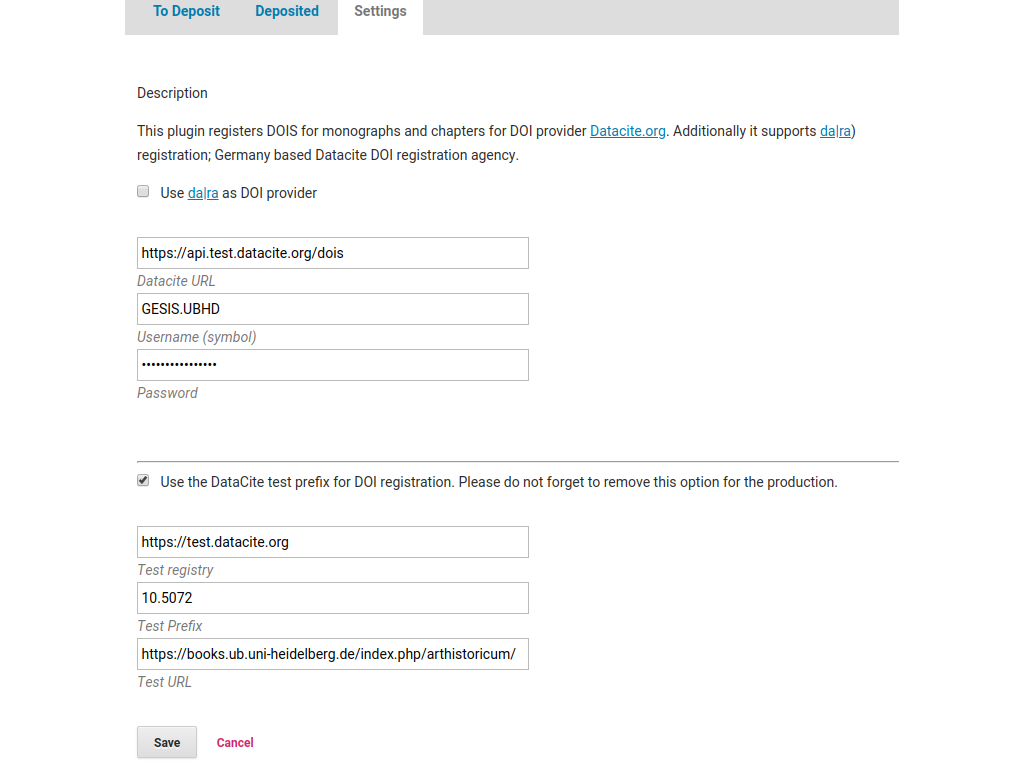 To Deposit Deposited Settings
Description
This plugin registers DOIS for monographs and chapters for DOI provider Datacite.org. Additionally it supports da|ra)
registration; Germany based Datacite DOI registration agency.
Use da|ra as DOI provider
https://api.test.datacite.org/dois
Datacite URL
GESIS.UBHD
Username (symbol)
••••••••••••••••
Password
Use the DataCite test prefix for DOI registration. Please do not forget to remove this option for the production.
https://test.datacite.org
Test registry
10.5072
Test Prefix
https://books.ub.uni-heidelberg.de/index.php/arthistoricum/
Test URL
Save Cancel